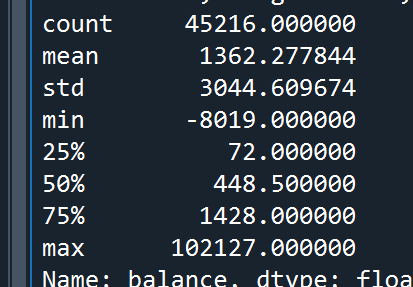 count 45216.000000
mean 1362.277844
std 3044.609674
min -8019.000000
25% 72.000000
50% 448.500000
75% 1428.000000
max 102127.000000
Name: balance, dtype: floa